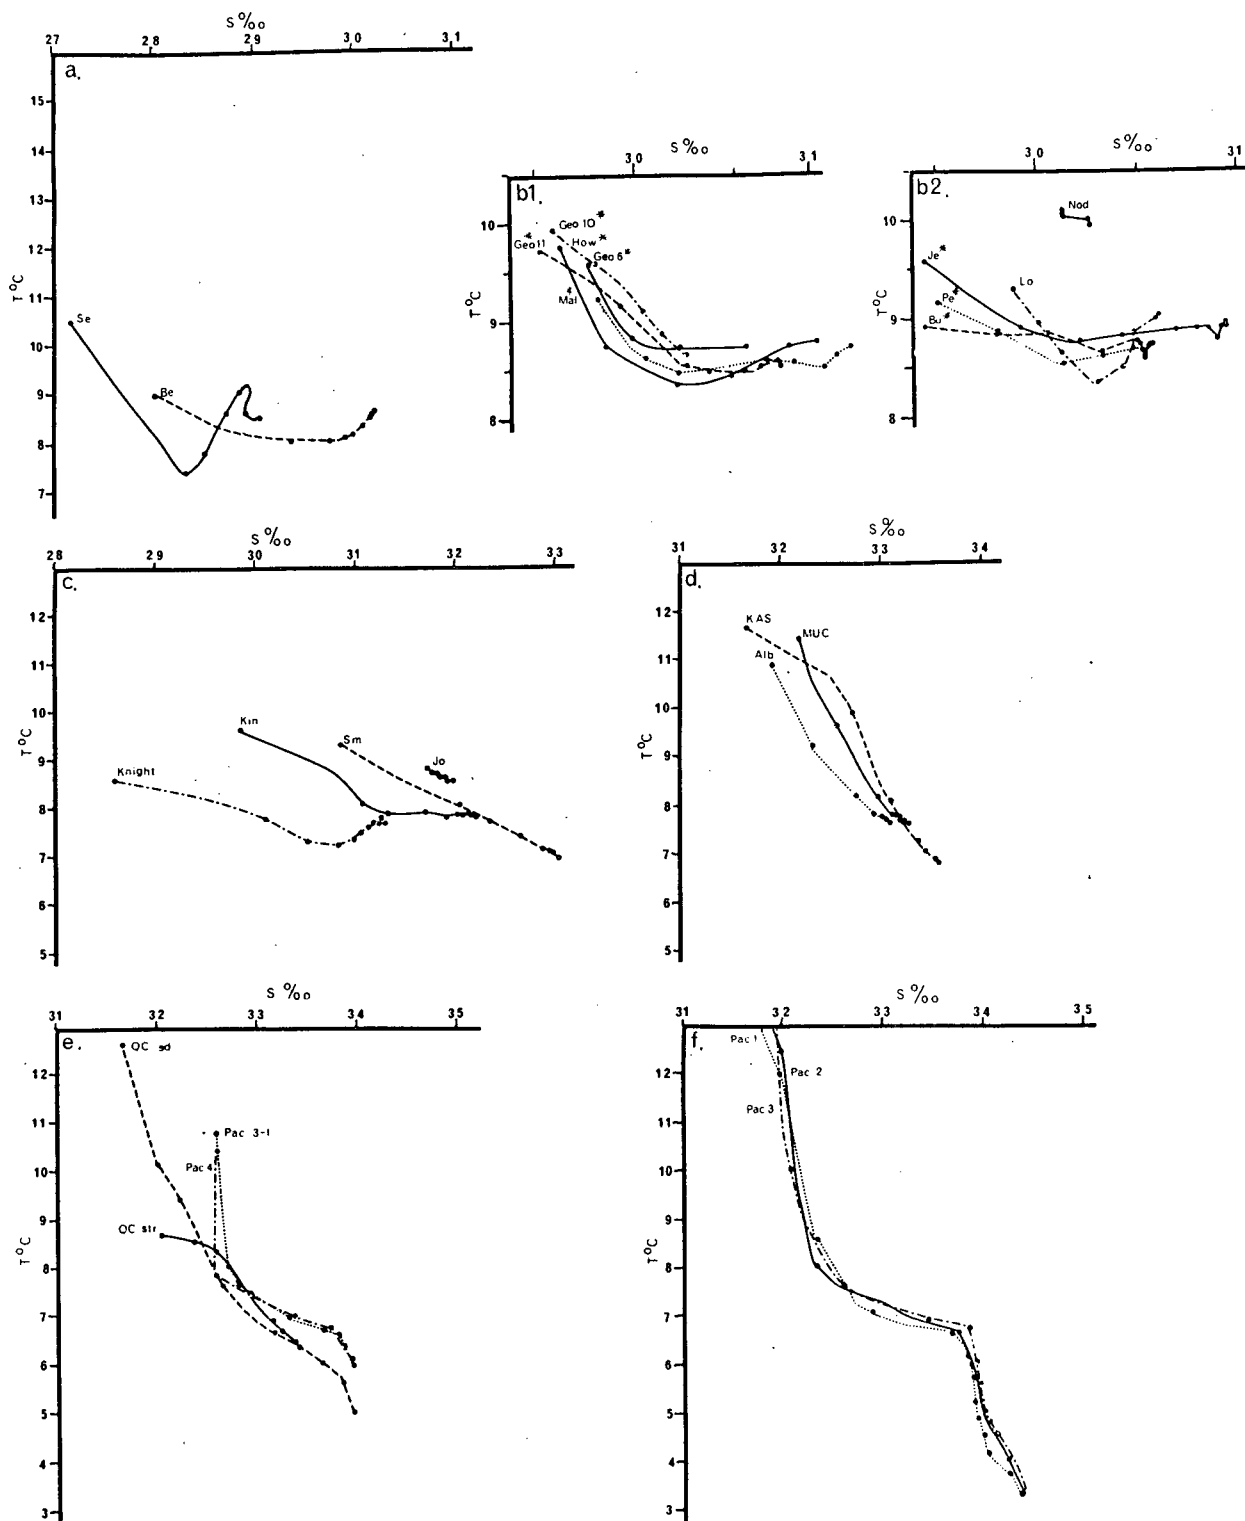 S‰
27 28 29 30 31
a.
15
14
13
12
11
10
9
8
7
T°C
Se
Be
S‰
30 31
b1.
10
9
8
T°C
Geo 10*
*Geo 11
How*
Geo 6*
Mal
S‰
30 31
b2.
10
9
8
T°C
Nod
Je*
Lo
Pe
Bu
S‰
28 29 30 31 32 33
c.
12
11
10
9
8
7
6
5
T°C
Kin
Sm
Jo
Knight
S‰
31 32 33 34
d.
12
11
10
9
8
7
6
5
T°C
KAS
MUC
Alb
S‰
31 32 33 34 35
e.
12
11
10
9
8
7
6
5
4
3
T°C
QC sd
Pac 3-1
Pac 4
QC str
S‰
31 32 33 34 35
f.
12
11
10
9
8
7
6
5
4
3
T°C
Pac 1
Pac 2
Pac 3